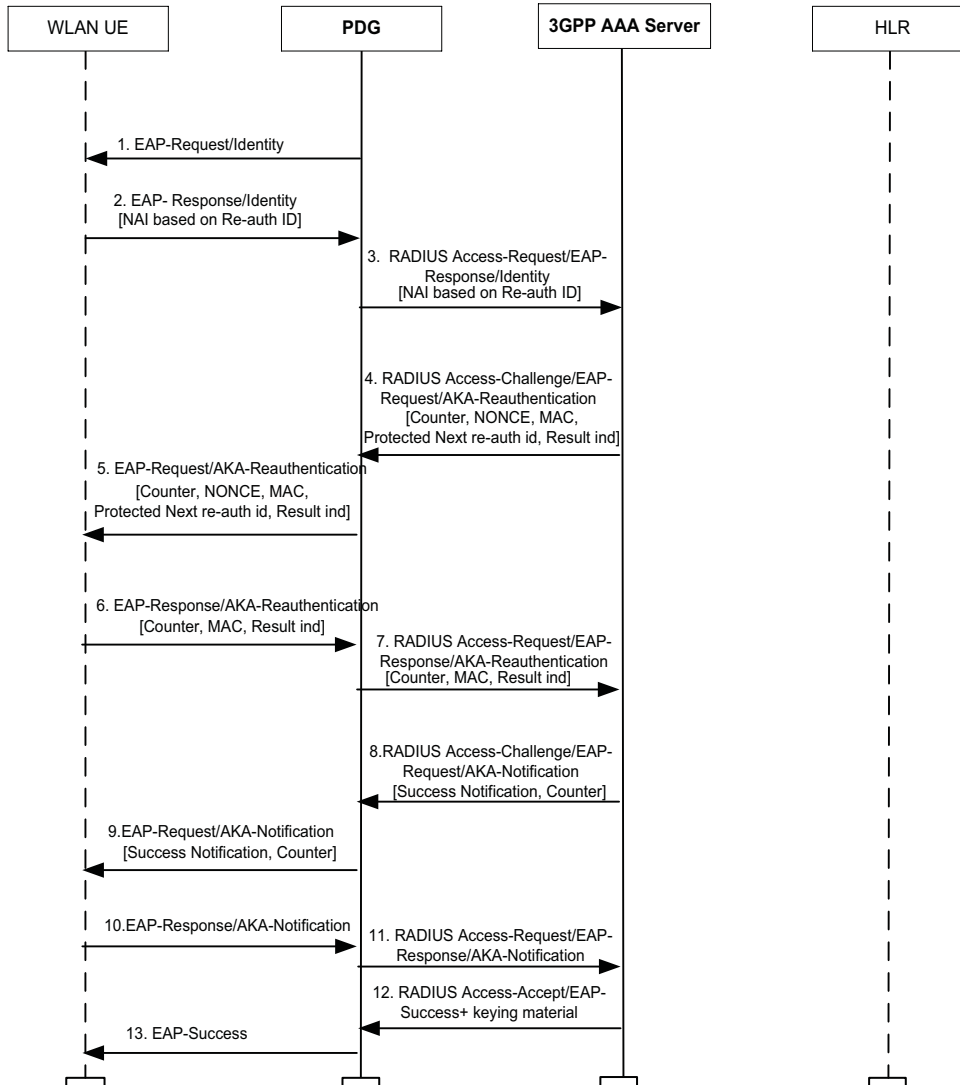 WLAN UE
PDG
3GPP AAA Server
HLR
1. EAP-Request/Identity
2. EAP- Response/Identity
[NAI based on Re-auth ID]
3. RADIUS Access-Request/EAP-
Response/Identity
[NAI based on Re-auth ID]
4. RADIUS Access-Challenge/EAP-
Request/AKA-Reauthentication
[Counter, NONCE, MAC,
Protected Next re-auth id, Result ind]
5. EAP-Request/AKA-Reauthentication
[Counter, NONCE, MAC,
Protected Next re-auth id, Result ind]
6. EAP-Response/AKA-Reauthentication
[Counter, MAC, Result ind]
7. RADIUS Access-Request/EAP-
Response/AKA-Reauthentication
[Counter, MAC, Result ind]
8.RADIUS Access-Challenge/EAP-
Request/AKA-Notification
[Success Notification, Counter]
9.EAP-Request/AKA-Notification
[Success Notification, Counter]
10.EAP-Response/AKA-Notification
11. RADIUS Access-Request/EAP-
Response/AKA-Notification
12. RADIUS Access-Accept/EAP-
Success+ keying material
13. EAP-Success